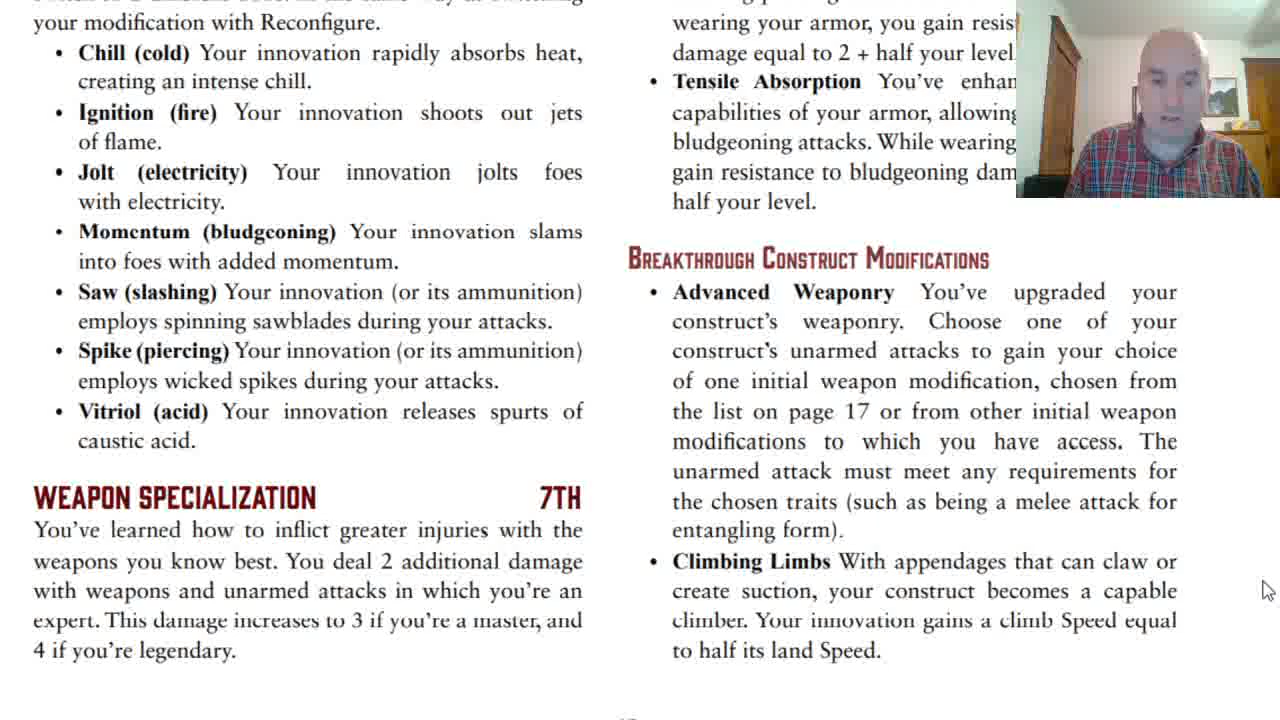 your modification with Reconfigure.
• Chill (cold) Your innovation rapidly absorbs heat,
creating an intense chill.
• Ignition (fire) Your innovation shoots out jets
of flame.
• Jolt (electricity) Your innovation jolts foes
with electricity.
• Momentum (bludgeoning) Your innovation slams
into foes with added momentum.
• Saw (slashing) Your innovation (or its ammunition)
employs spinning sawblades during your attacks.
• Spike (piercing) Your innovation (or its ammunition)
employs wicked spikes during your attacks.
• Vitriol (acid) Your innovation releases spurts of
caustic acid.
WEAPON SPECIALIZATION 7TH
You've learned how to inflict greater injuries with the
weapons you know best. You deal 2 additional damage
with weapons and unarmed attacks in which you're an
expert. This damage increases to 3 if you're a master, and
4 if you're legendary.
wearing your armor, you gain resis
damage equal to 2 + half your level
• Tensile Absorption You've enhan
capabilities of your armor, allowing
bludgeoning attacks. While wearing
gain resistance to bludgeoning dam
half your level.
BREAKTHROUGH CONSTRUCT MODIFICATIONS
• Advanced Weaponry You've upgraded your
construct's weaponry. Choose one of your
construct's unarmed attacks to gain your choice
of one initial weapon modification, chosen from
the list on page 17 or from other initial weapon
modifications to which you have access. The
unarmed attack must meet any requirements for
the chosen traits (such as being a melee attack for
entangling form).
• Climbing Limbs With appendages that can claw or
create suction, your construct becomes a capable
climber. Your innovation gains a climb Speed equal
to half its land Speed.